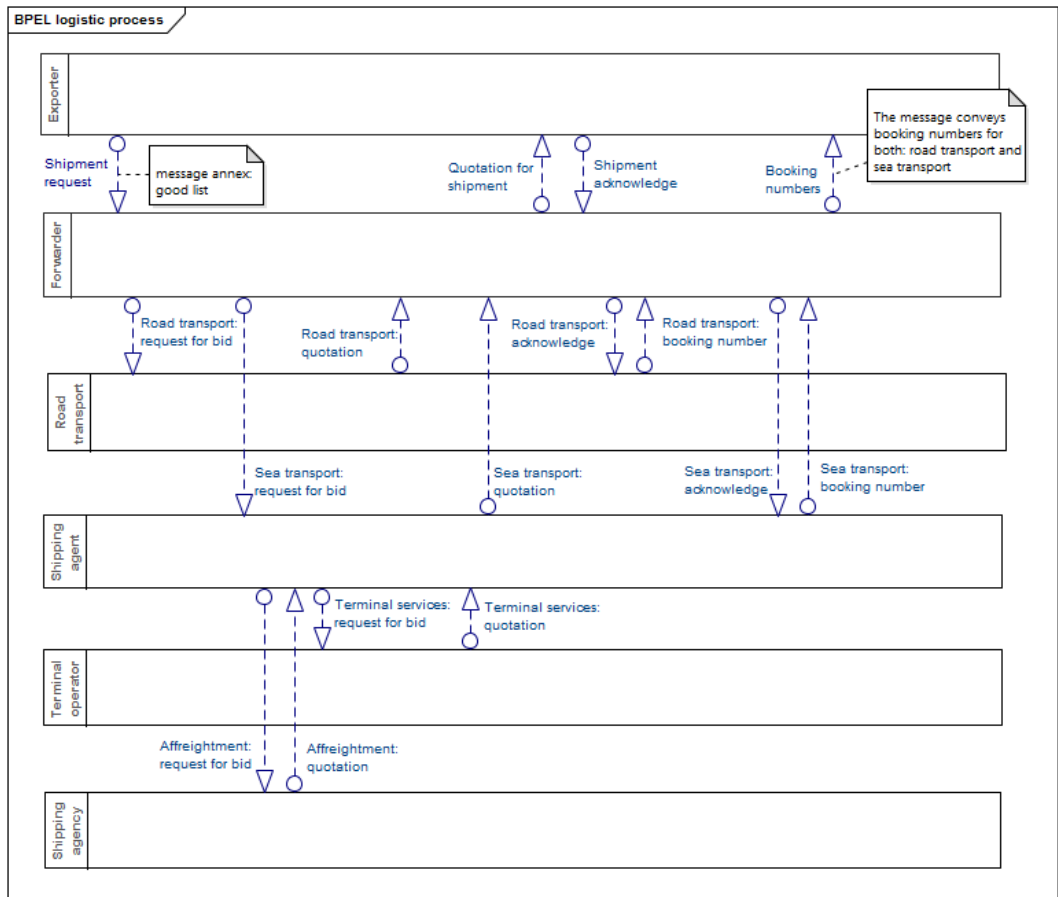 BPEL logistic process
Exporter
The message conveys
booking numbers for
both: road transport and
sea transport
Shipment
request
message annex:
good list
Quotation for
shipment
Shipment
acknowledge
Booking
numbers
Forwarder
Road transport:
request for bid
Road transport:
quotation
Road transport:
acknowledge
Road transport:
booking number
Road
transport
Sea transport:
request for bid
Sea transport:
quotation
Sea transport:
acknowledge
Sea transport:
booking number
Shipping
agent
Terminal services:
request for bid
Terminal services:
quotation
Terminal
operator
Affreightment:
request for bid
Affreightment:
quotation
Shipping
agency